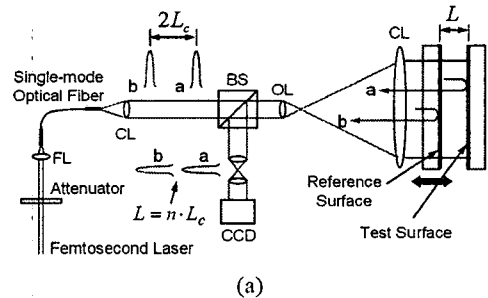 2L_c
CL
L
b
a
BS
OL
a
Single-mode
Optical Fiber
CL
b
b
a
FL
Reference
Surface
Attenuator
L = n·L_c
CCD
Test Surface
Femtosecond Laser
(a)